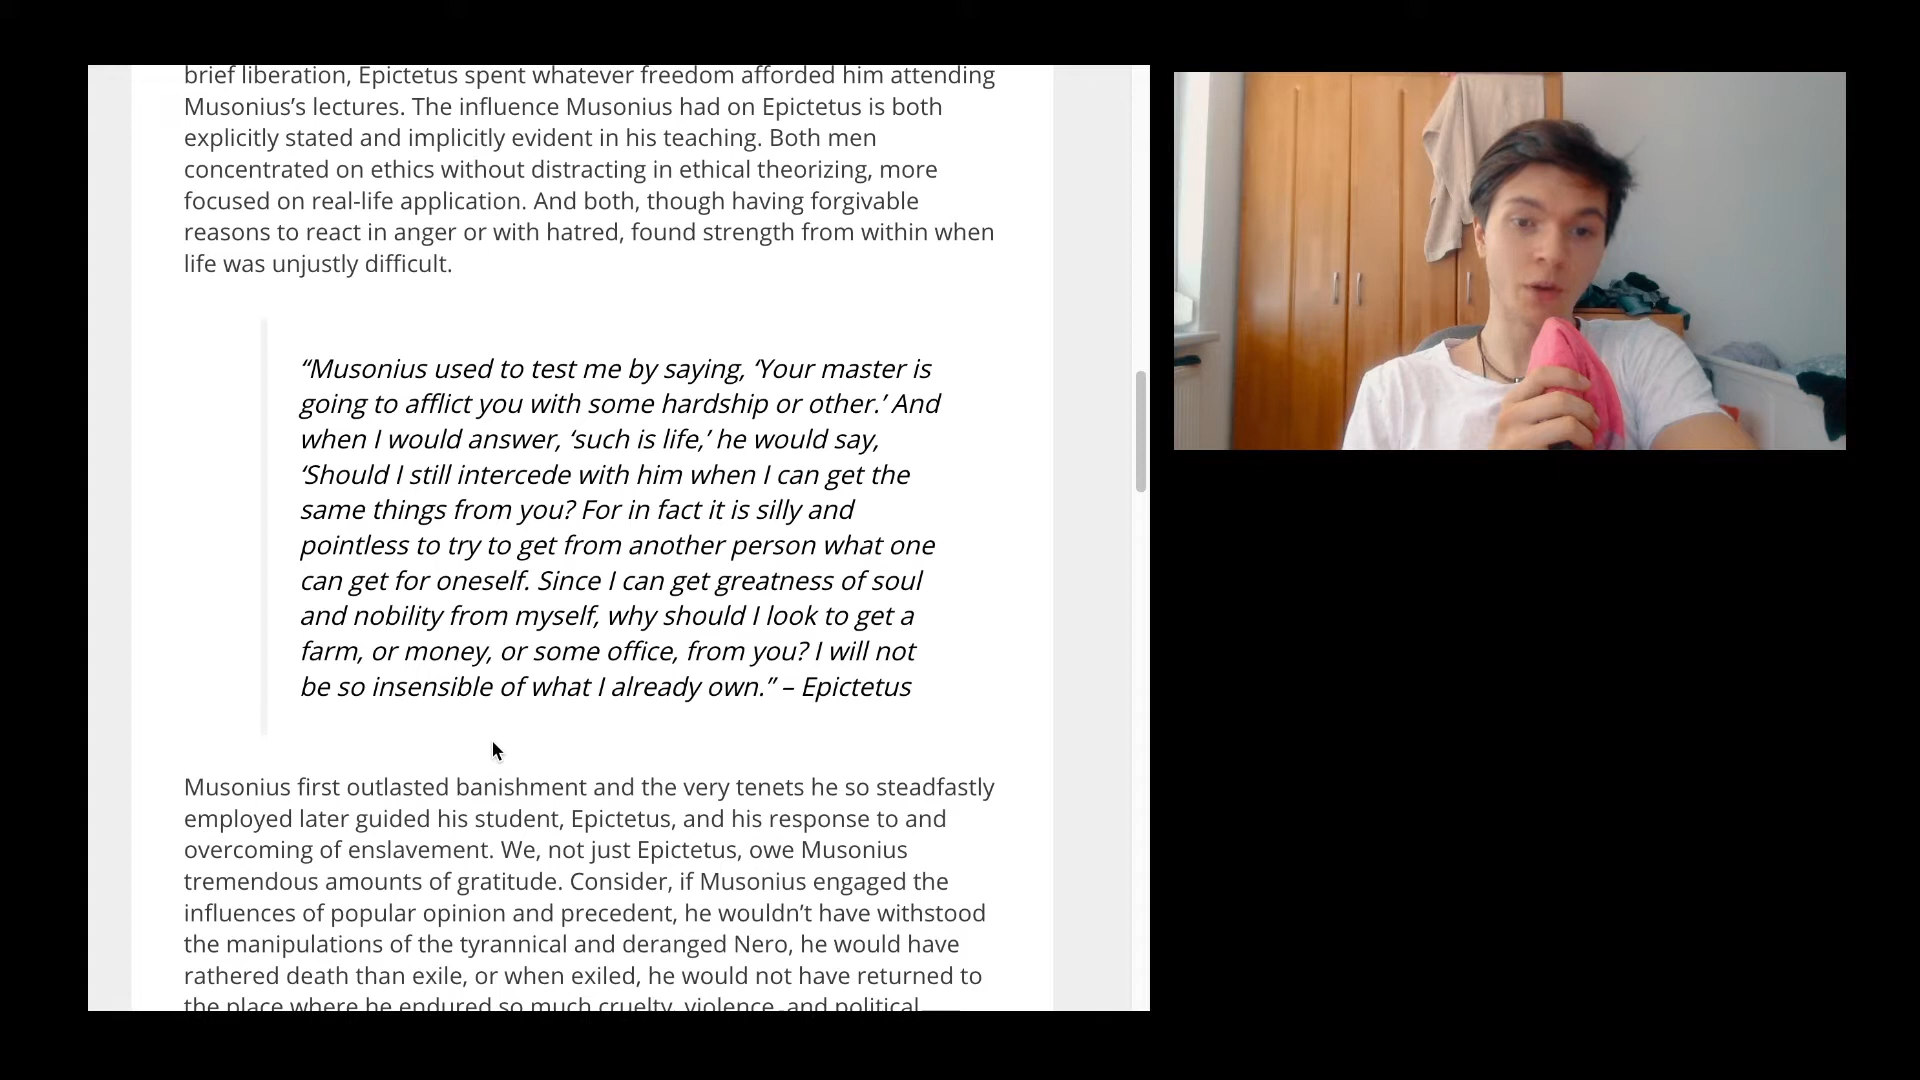 brief liberation, Epictetus spent whatever freedom afforded him attending
Musonius’s lectures. The influence Musonius had on Epictetus is both
explicitly stated and implicitly evident in his teaching. Both men
concentrated on ethics without distracting in ethical theorizing, more
focused on real-life application. And both, though having forgivable
reasons to react in anger or with hatred, found strength from within when
life was unjustly difficult.
“Musonius used to test me by saying, ‘Your master is
going to afflict you with some hardship or other.’ And
when I would answer, ‘such is life,’ he would say,
‘Should I still intercede with him when I can get the
same things from you? For in fact it is silly and
pointless to try to get from another person what one
can get for oneself. Since I can get greatness of soul
and nobility from myself, why should I look to get a
farm, or money, or some office, from you? I will not
be so insensible of what I already own.” – Epictetus
Musonius first outlasted banishment and the very tenets he so steadfastly
employed later guided his student, Epictetus, and his response to and
overcoming of enslavement. We, not just Epictetus, owe Musonius
tremendous amounts of gratitude. Consider, if Musonius engaged the
influences of popular opinion and precedent, he wouldn’t have withstood
the manipulations of the tyrannical and deranged Nero, he would have
rathered death than exile, or when exiled, he would not have returned to
the place where he endured so much cruelty, violence, and political